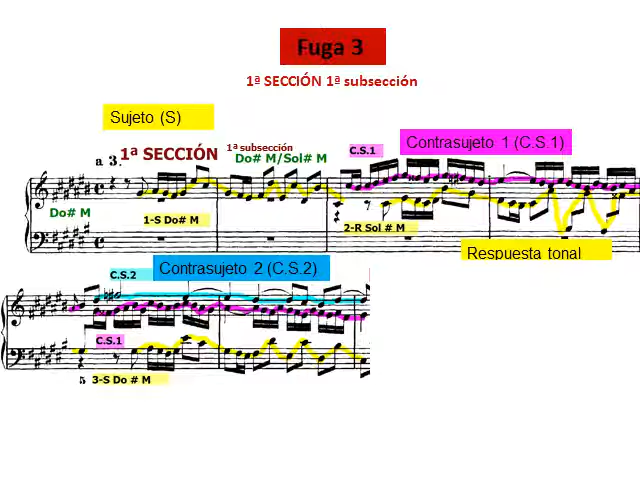 Fuga 3
1ª SECCIÓN 1ª subsección
Sujeto (S)
a 3.
1ª SECCIÓN
1ª subsección
Do# M/Sol# M
C.S.1
Contrasujeto 1 (C.S.1)
Do# M
1-S Do# M
2-R Sol # M
Respuesta tonal
C.S.2
Contrasujeto 2 (C.S.2)
C.S.1
5
3-S Do # M